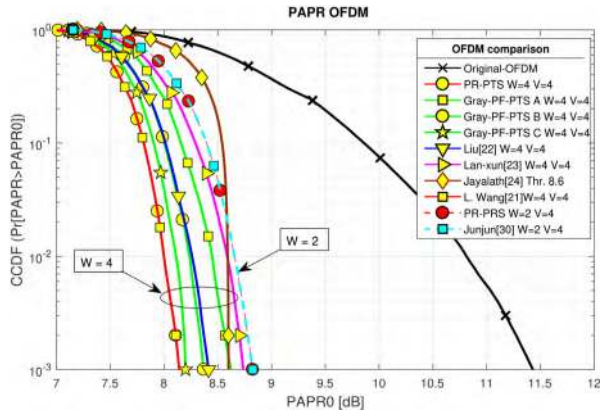 PAPR OFDM
CCDF (Pr[PAPR>PAPR0])
10^0
10^-1
10^-2
10^-3
OFDM comparison
Original-OFDM
PR-PTS W=4 V=4
Gray-PF-PTS A W=4 V=4
Gray-PF-PTS B W=4 V=4
Gray-PF-PTS C W=4 V=4
Liu[22] W=4 V=4
Lan-xun[23] W=4 V=4
Jayalath[24] Thr. 8.6
L. Wang[21]W=4 V=4
PR-PRS W=2 V=4
Junjun[30] W=2 V=4
W = 2
W = 4
7 7.5 8 8.5 9 9.5 10 10.5 11 11.5 12
PAPR0 [dB]